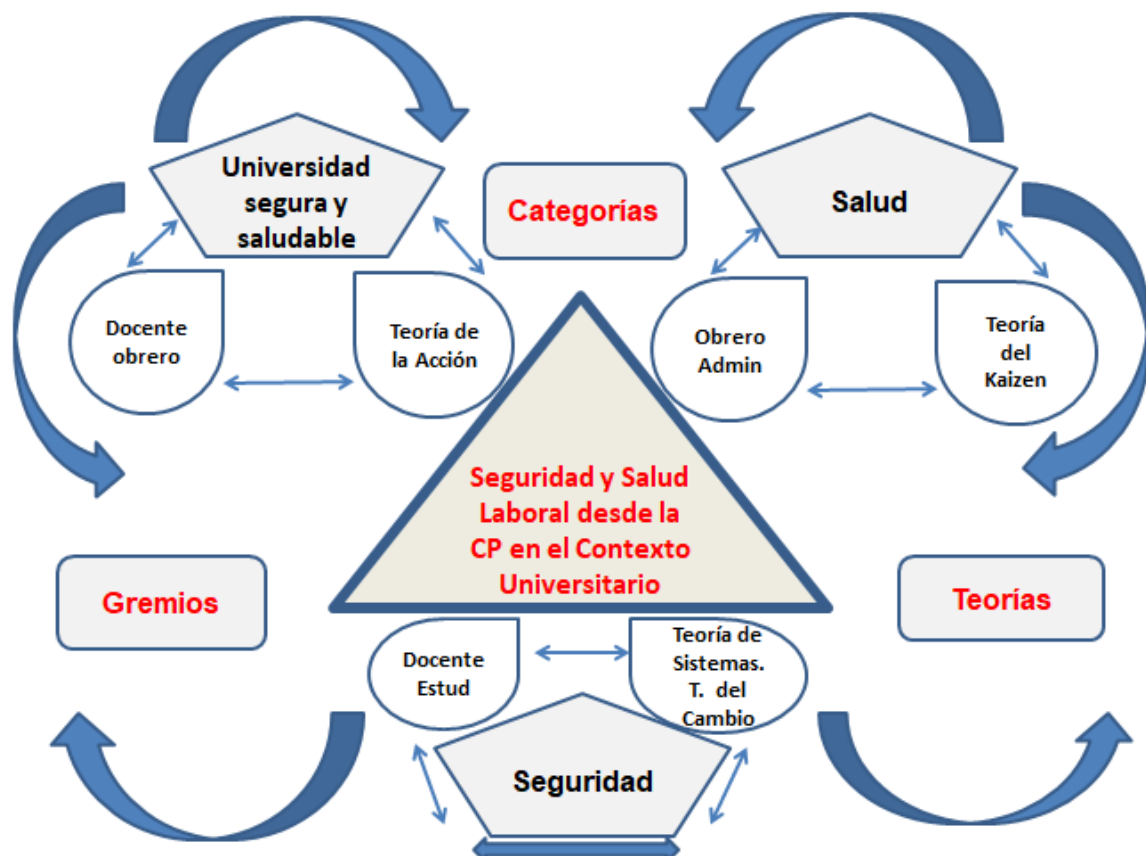 Universidad
segura y
saludable
Categorías
Salud
Docente
obrero
Teoría de
la Acción
Obrero
Admin
Teoría
del
Kaizen
Seguridad y Salud
Laboral desde la
CP en el Contexto
Universitario
Gremios
Teorías
Docente
Estud
Teoría de
Sistemas.
T. del
Cambio
Seguridad